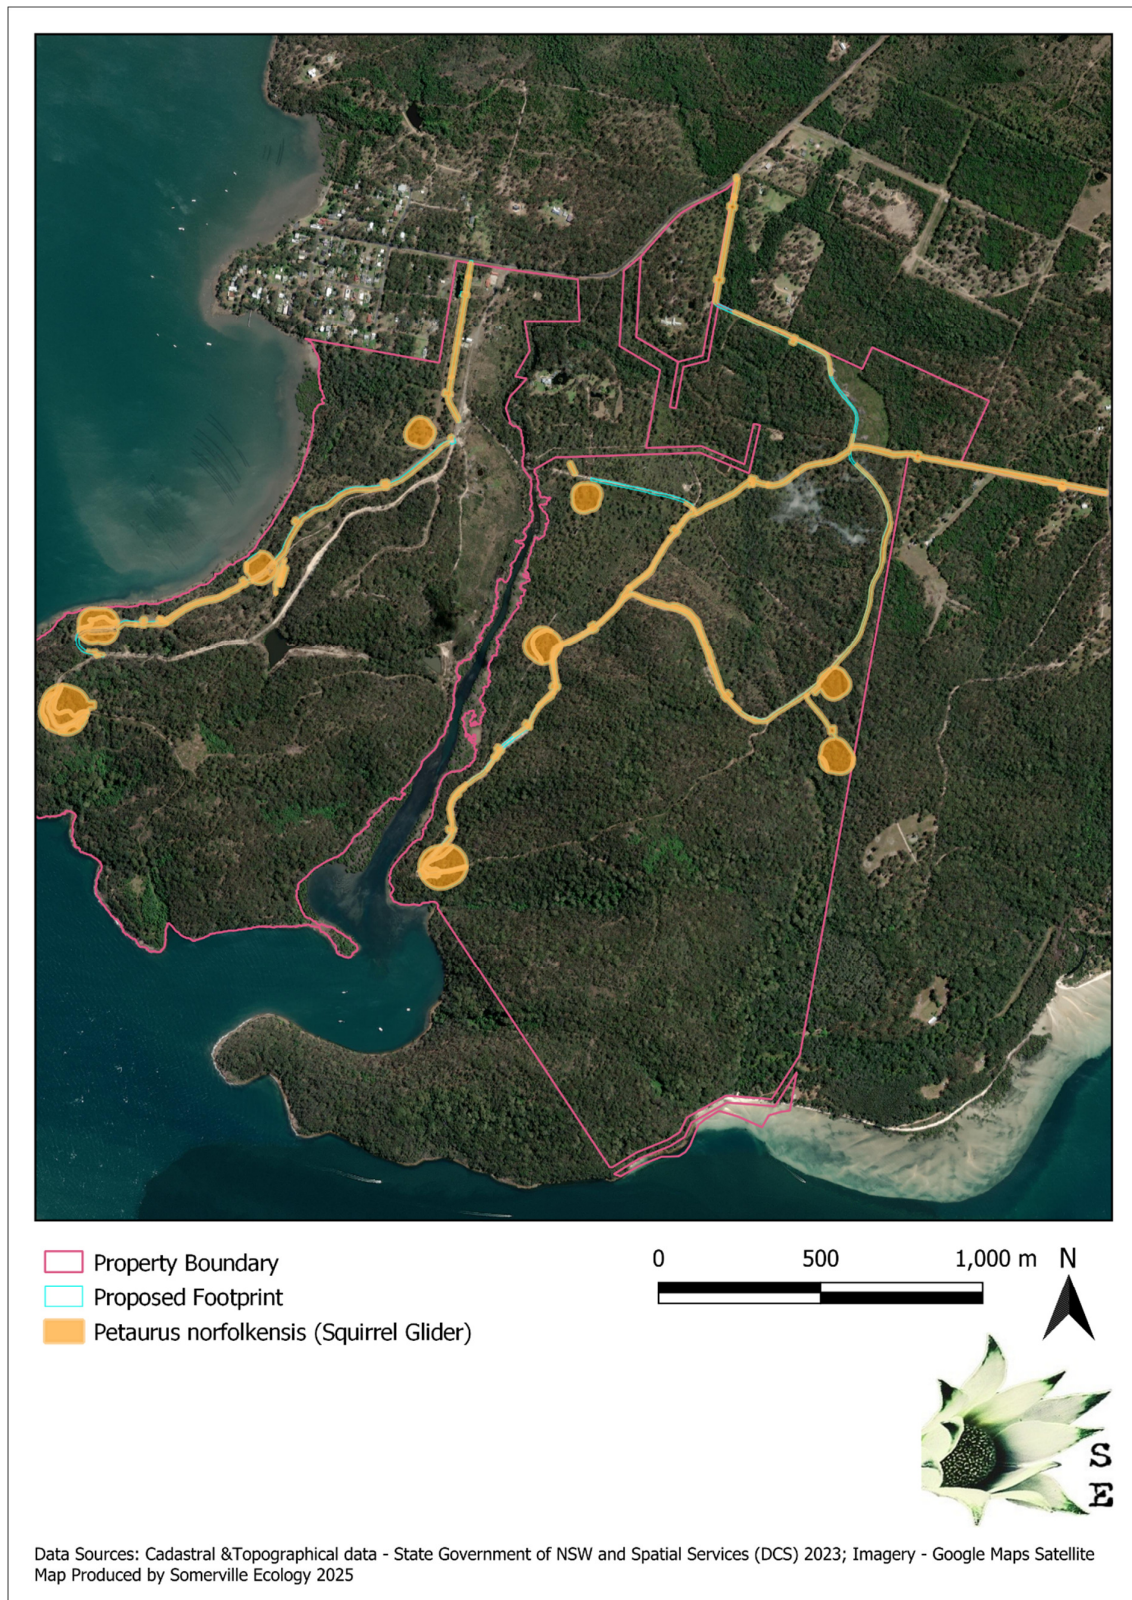 Property Boundary
Proposed Footprint
Petaurus norfolkensis (Squirrel Glider)
0 500 1,000 m
N
S
E
Data Sources: Cadastral &Topographical data - State Government of NSW and Spatial Services (DCS) 2023; Imagery - Google Maps Satellite
Map Produced by Somerville Ecology 2025